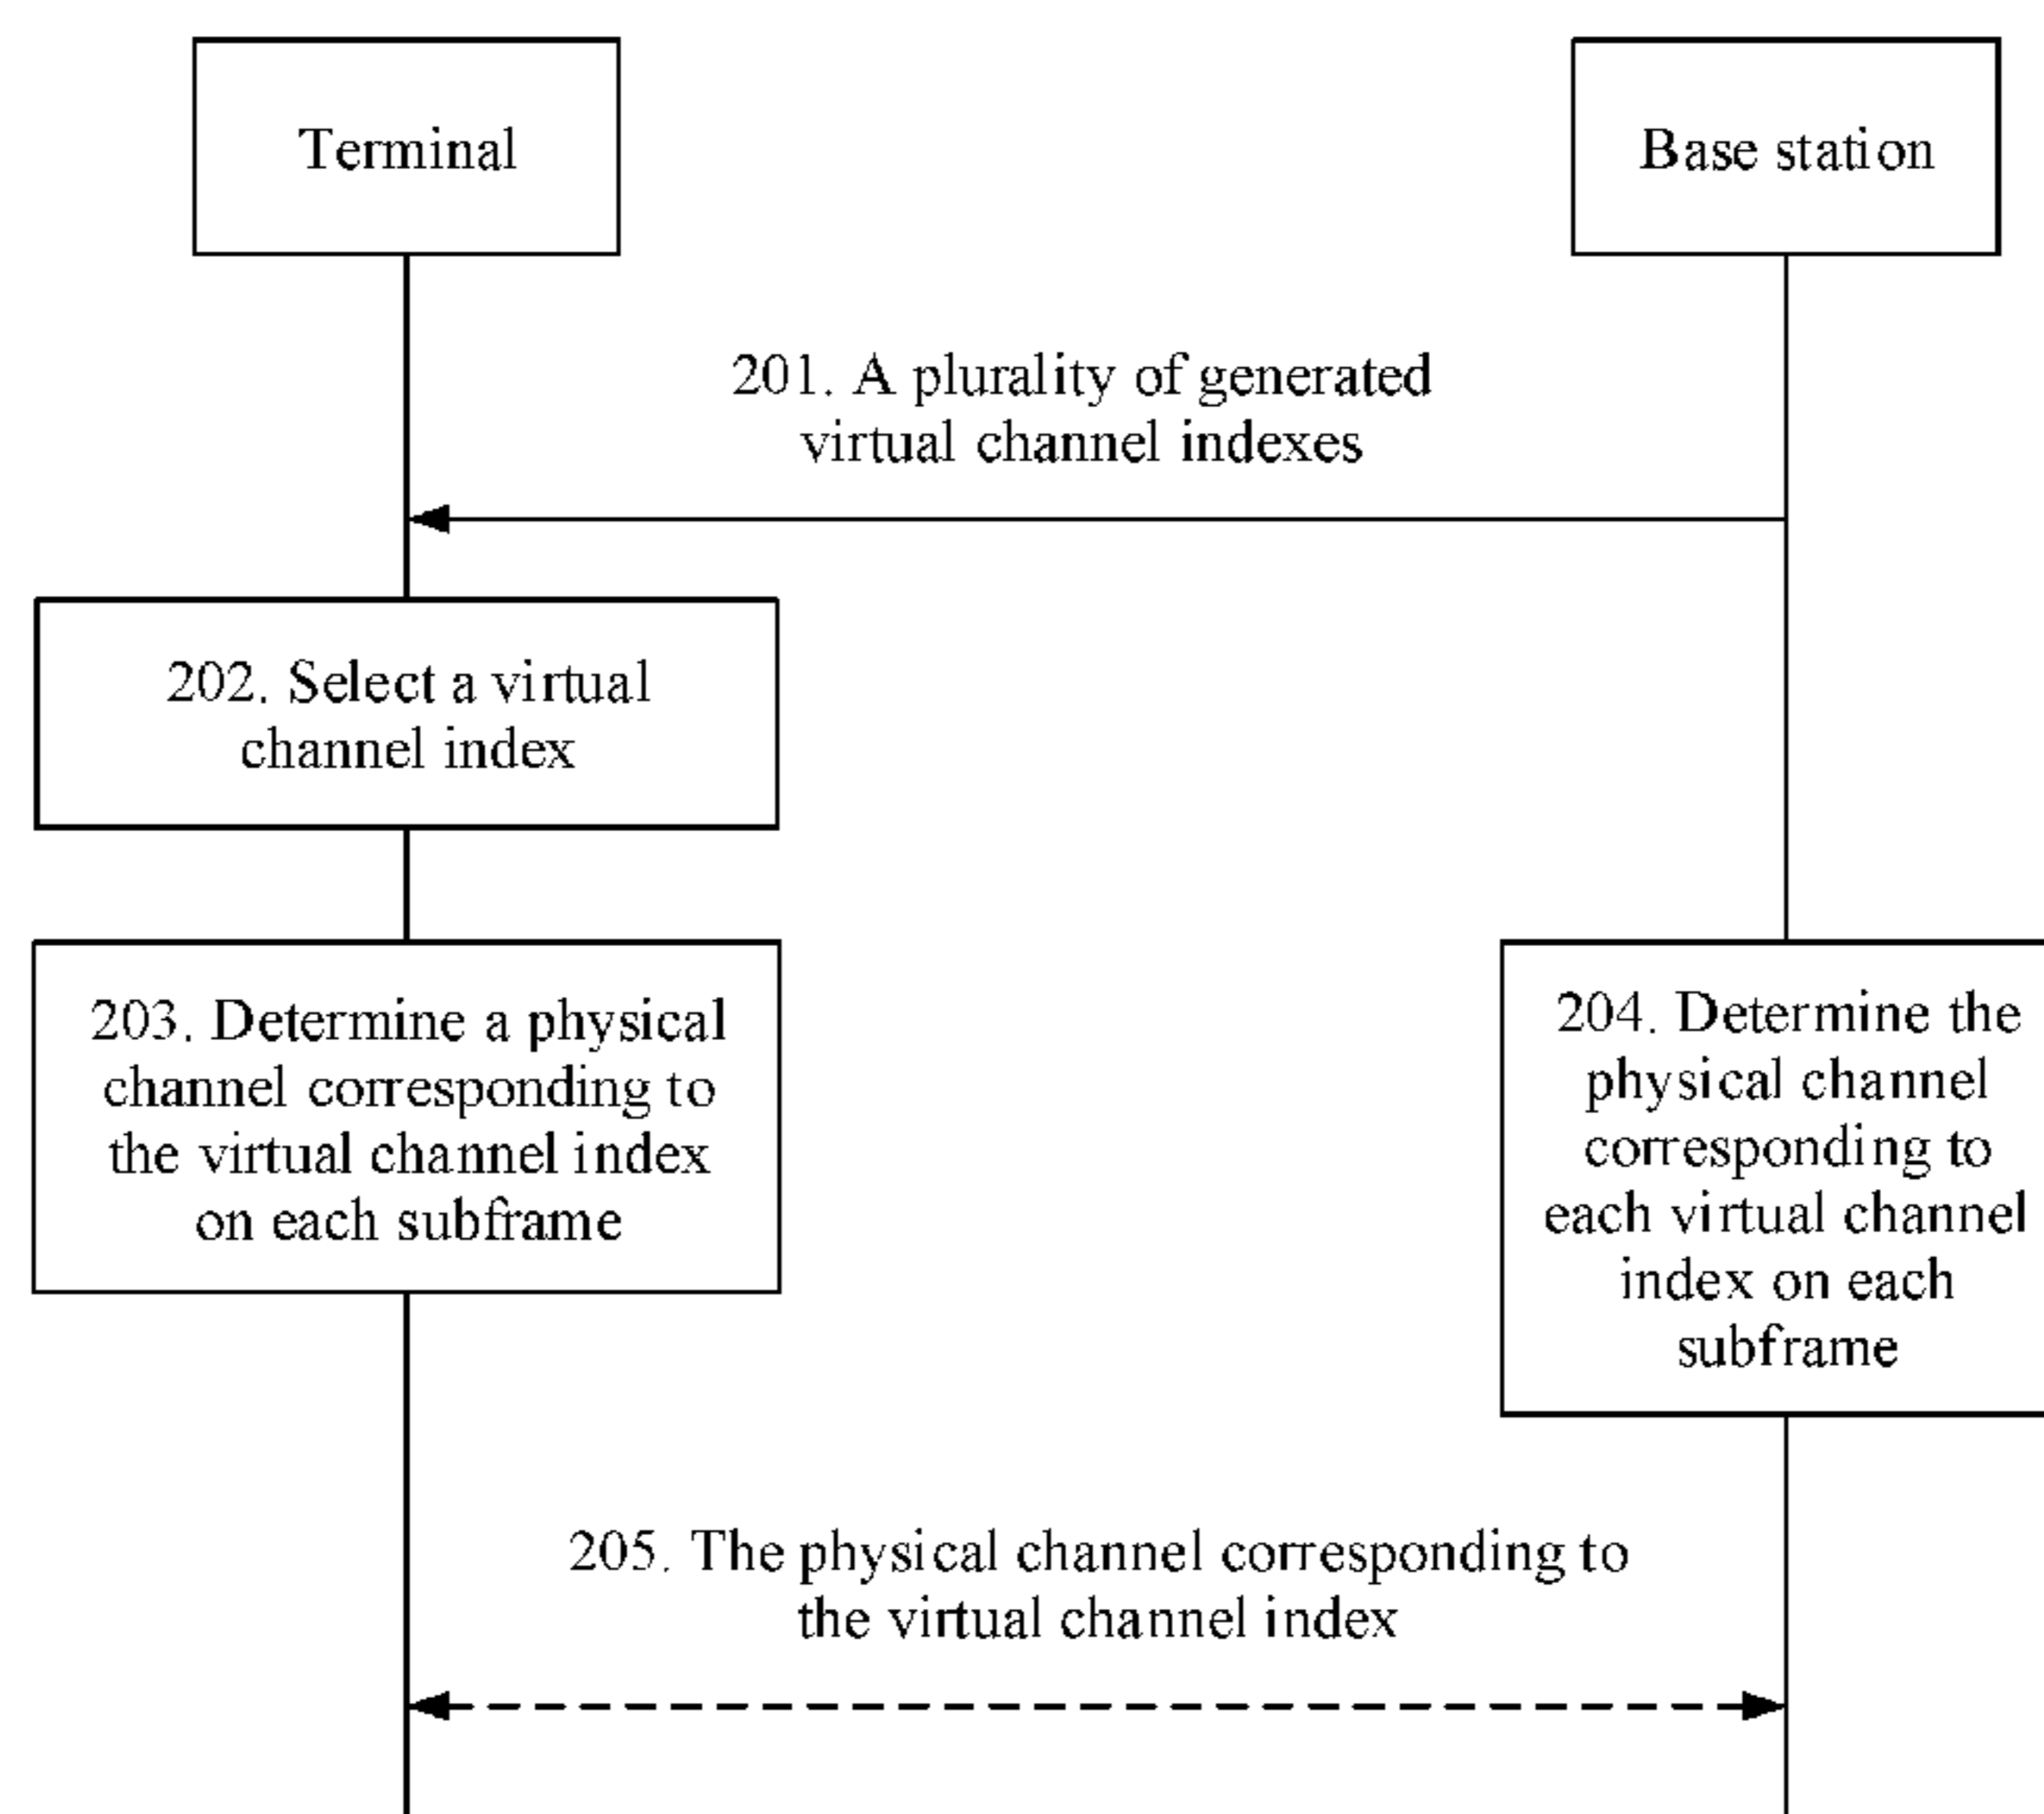 Terminal
Base station
201. A plurality of generated
virtual channel indexes
202. Select a virtual
channel index
203. Determine a physical
channel corresponding to
the virtual channel index
on each subframe
204. Determine the
physical channel
corresponding to
each virtual channel
index on each
subframe
205. The physical channel corresponding to
the virtual channel index